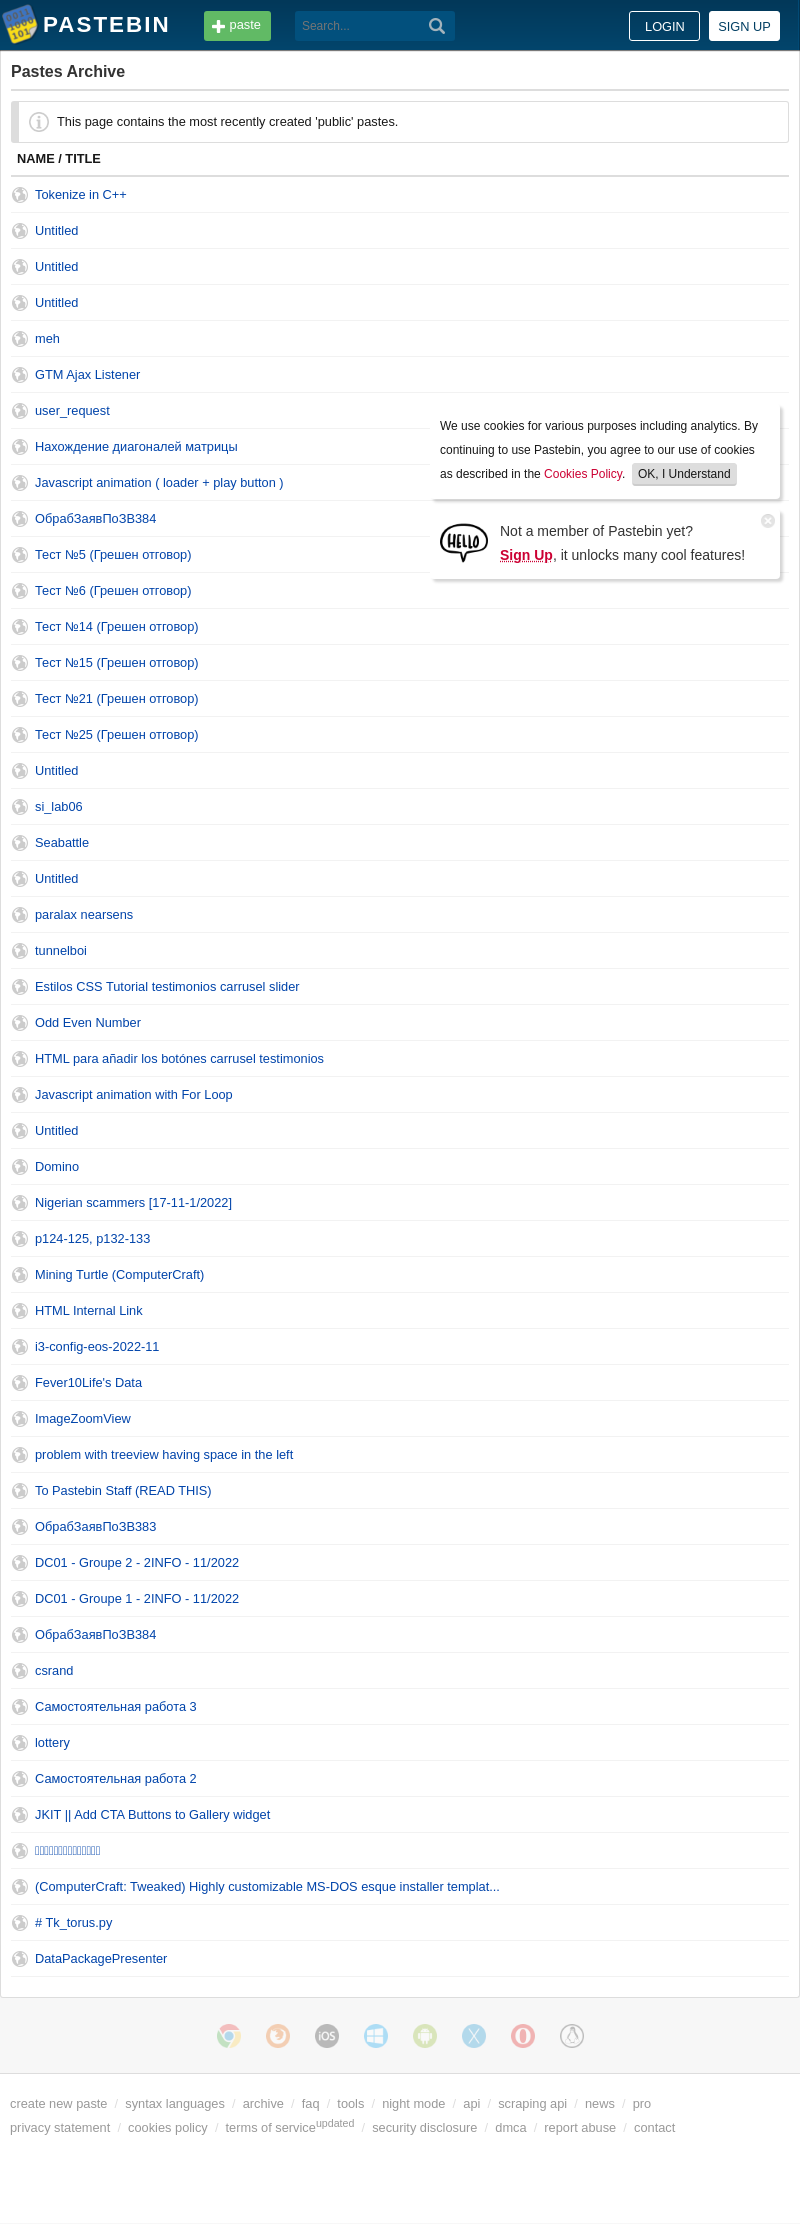 PASTEBIN
paste
Search...
LOGIN
SIGN UP
Pastes Archive
This page contains the most recently created 'public' pastes.
NAME / TITLE
Tokenize in C++
Untitled
Untitled
Untitled
meh
GTM Ajax Listener
user_request
Нахождение диагоналей матрицы
Javascript animation ( loader + play button )
ОбрабЗаявПоЗВ384
Тест №5 (Грешен отговор)
Тест №6 (Грешен отговор)
We use cookies for various purposes including analytics. By
continuing to use Pastebin, you agree to our use of cookies
as described in the Cookies Policy. OK, I Understand
HELLO
Not a member of Pastebin yet?
Sign Up, it unlocks many cool features!
Тест №14 (Грешен отговор)
Тест №15 (Грешен отговор)
Тест №21 (Грешен отговор)
Тест №25 (Грешен отговор)
Untitled
si_lab06
Seabattle
Untitled
paralax nearsens
tunnelboi
Estilos CSS Tutorial testimonios carrusel slider
Odd Even Number
HTML para añadir los botónes carrusel testimonios
Javascript animation with For Loop
Untitled
Domino
Nigerian scammers [17-11-1/2022]
p124-125, p132-133
Mining Turtle (ComputerCraft)
HTML Internal Link
i3-config-eos-2022-11
Fever10Life's Data
ImageZoomView
problem with treeview having space in the left
To Pastebin Staff (READ THIS)
ОбрабЗаявПоЗВ383
DC01 - Groupe 2 - 2INFO - 11/2022
DC01 - Groupe 1 - 2INFO - 11/2022
ОбрабЗаявПоЗВ384
csrand
Самостоятельная работа 3
lottery
Самостоятельная работа 2
JKIT || Add CTA Buttons to Gallery widget
(ComputerCraft: Tweaked) Highly customizable MS-DOS esque installer templat...
# Tk_torus.py
DataPackagePresenter
iOS
create new paste / syntax languages / archive / faq / tools / night mode / api / scraping api / news / pro
privacy statement / cookies policy / terms of service updated / security disclosure / dmca / report abuse / contact